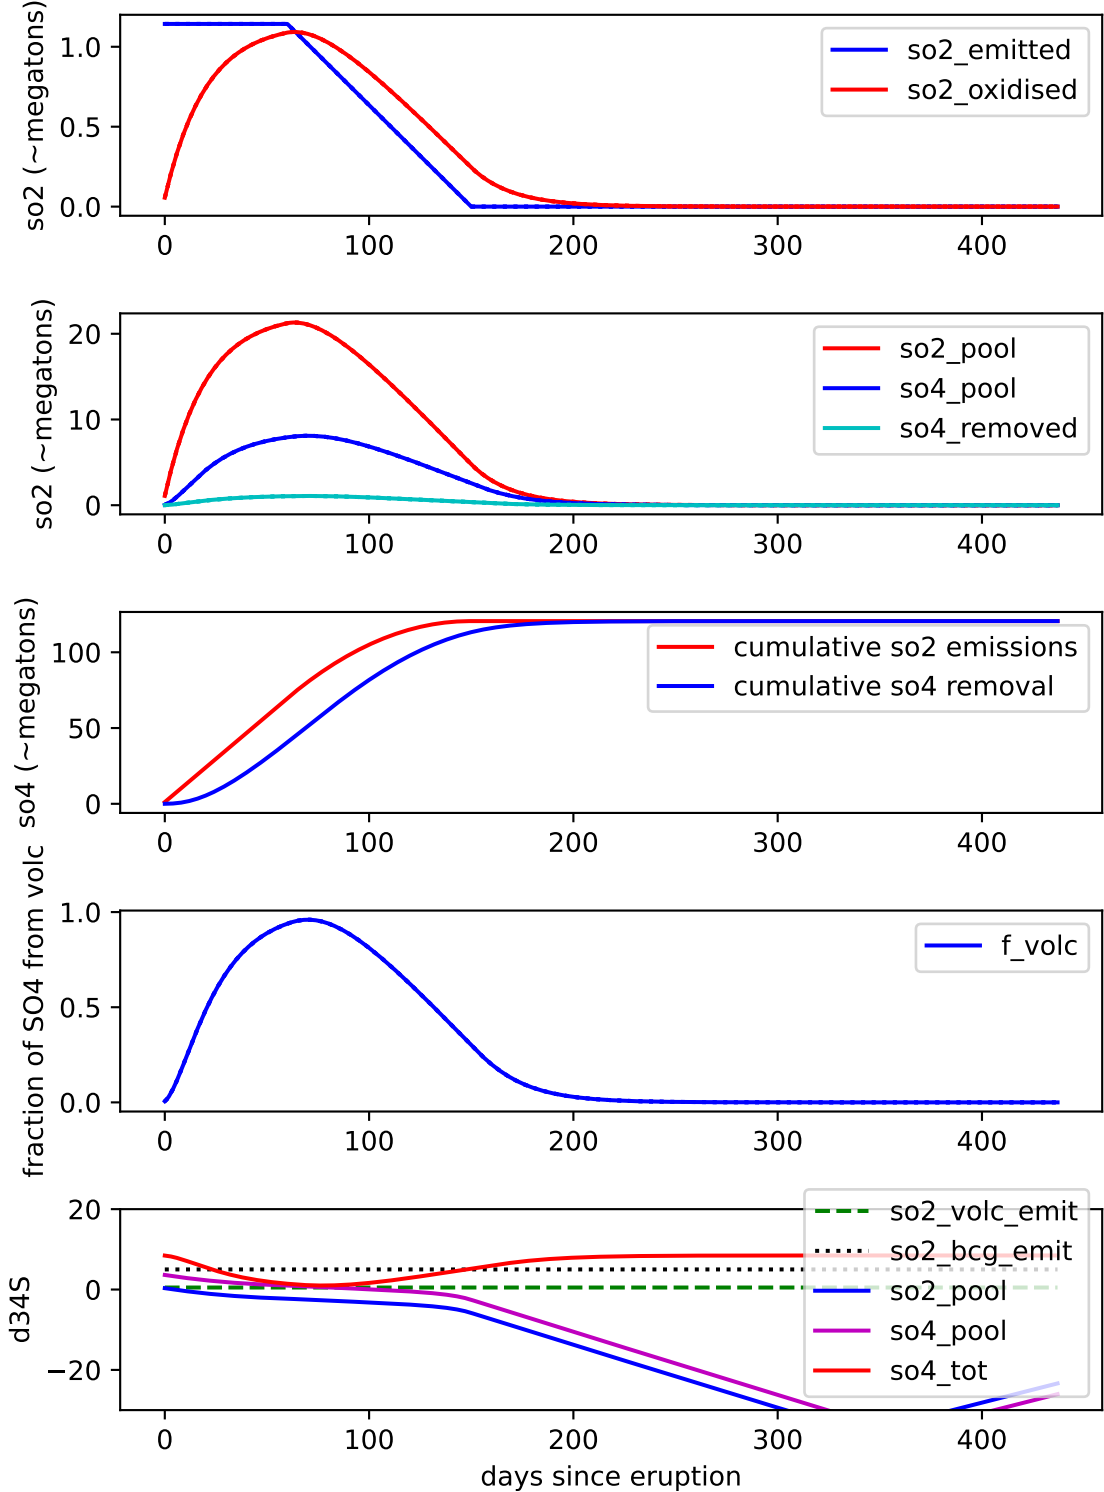 so2 (~megatons)
1.0
0.5
0.0
so2_emitted
so2_oxidised
0 100 200 300 400
so2 (~megatons)
20
10
0
so2_pool
so4_pool
so4_removed
0 100 200 300 400
so4 (~megatons)
100
50
0
cumulative so2 emissions
cumulative so4 removal
0 100 200 300 400
fraction of SO4 from volc
1.0
0.5
0.0
f_volc
0 100 200 300 400
d34S
20
0
−20
so2_volc_emit
so2_bcg_emit
so2_pool
so4_pool
so4_tot
0 100 200 300 400
days since eruption